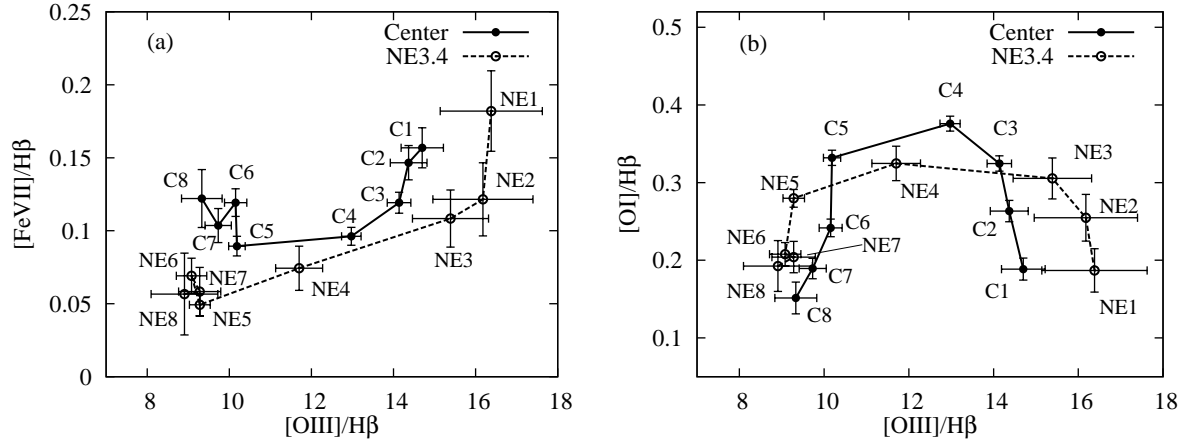 (a)
Center
NE3.4
[FeVII]/Hβ
0.25
0.2
0.15
0.1
0.05
0
NE1
C1
C2
C8
C6
C3
NE2
C7
C5
C4
NE3
NE6
NE7
NE4
NE8
NE5
8
10
12
14
16
18
[OIII]/Hβ
(b)
Center
NE3.4
[OI]/Hβ
0.5
0.4
0.3
0.2
0.1
C4
C5
C3
NE3
NE5
NE4
NE2
C6
C2
NE6
NE7
NE8
C7
C1
NE1
C8
8
10
12
14
16
18
[OIII]/Hβ